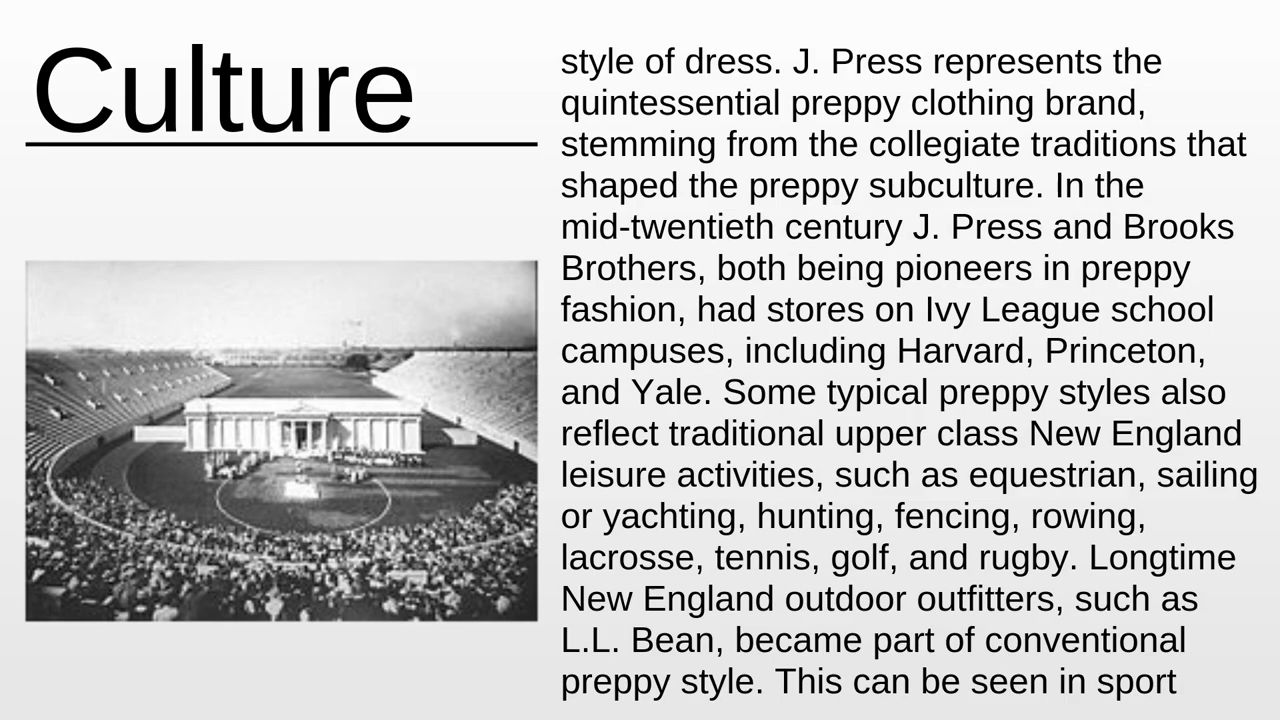 Culture
style of dress. J. Press represents the
quintessential preppy clothing brand,
stemming from the collegiate traditions that
shaped the preppy subculture. In the
mid-twentieth century J. Press and Brooks
Brothers, both being pioneers in preppy
fashion, had stores on Ivy League school
campuses, including Harvard, Princeton,
and Yale. Some typical preppy styles also
reflect traditional upper class New England
leisure activities, such as equestrian, sailing
or yachting, hunting, fencing, rowing,
lacrosse, tennis, golf, and rugby. Longtime
New England outdoor outfitters, such as
L.L. Bean, became part of conventional
preppy style. This can be seen in sport